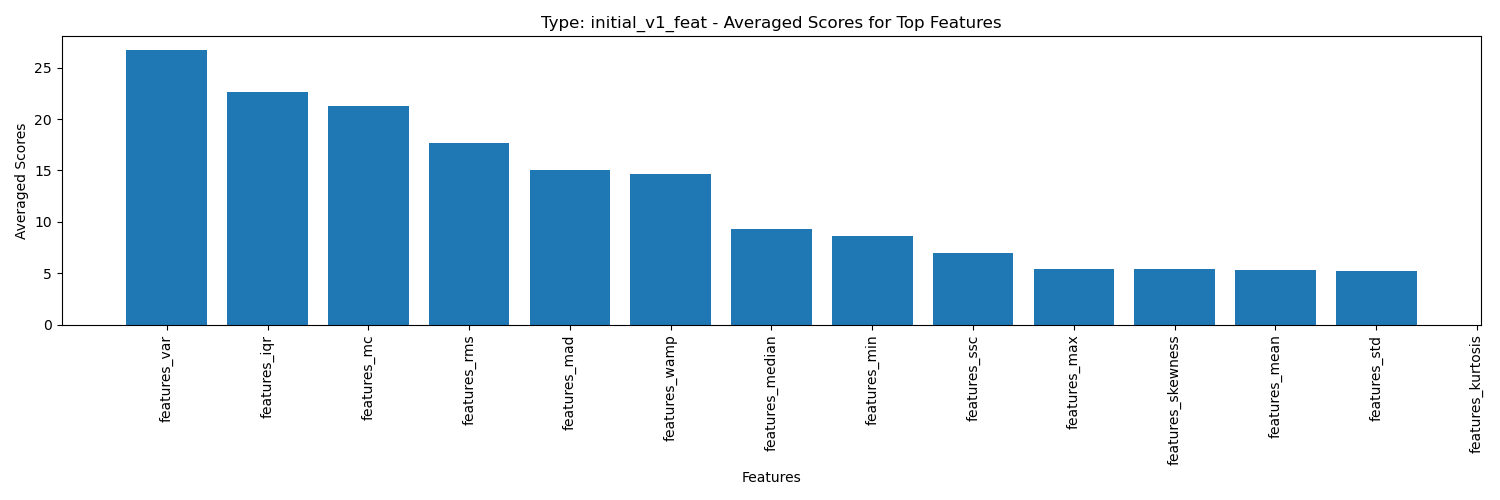 Type: initial_v1_feat - Averaged Scores for Top Features
Averaged Scores
25
20
15
10
5
0
features_var
features_iqr
features_mc
features_rms
features_mad
features_wamp
features_median
features_min
features_ssc
features_max
features_skewness
features_mean
features_std
features_kurtosis
Features